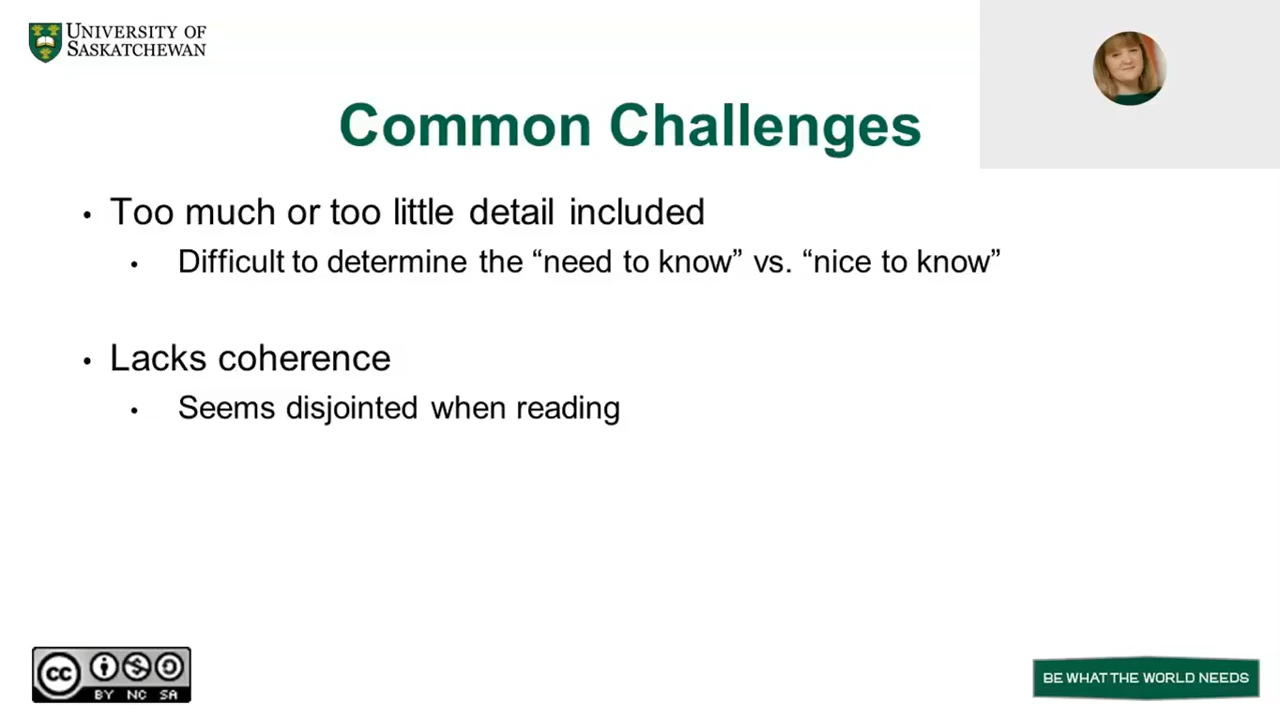 UNIVERSITY OF
SASKATCHEWAN
Common Challenges
• Too much or too little detail included
• Difficult to determine the “need to know” vs. “nice to know”
• Lacks coherence
• Seems disjointed when reading
cc
BY NC SA
BE WHAT THE WORLD NEEDS